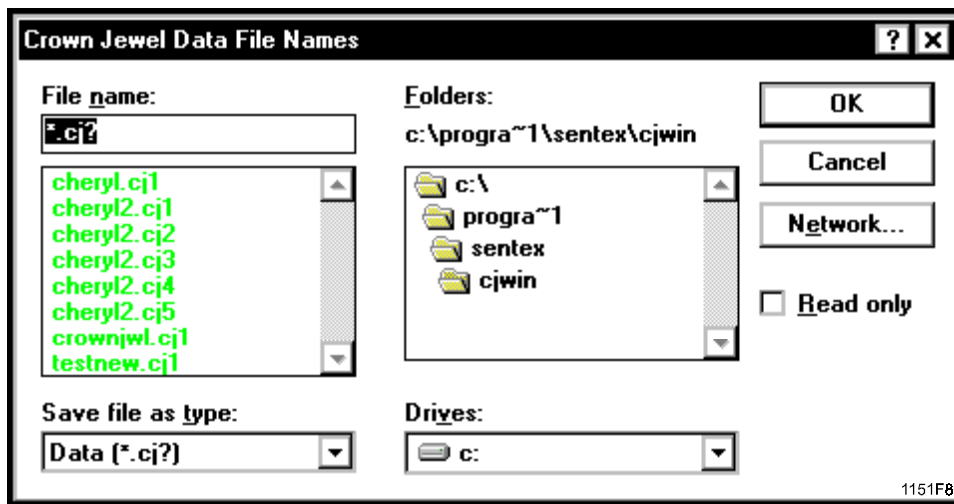 Crown Jewel Data File Names
? X
File name:
*.cj?
cheryl.cj1
cheryl2.cj1
cheryl2.cj2
cheryl2.cj3
cheryl2.cj4
cheryl2.cj5
crownjwl.cj1
testnew.cj1
Save file as type:
Data (*.cj?)
Folders:
c:\progra~1\sentex\cjwin
c:\
progra~1
sentex
cjwin
Drives:
c:
OK
Cancel
Network...
Read only
1151F8